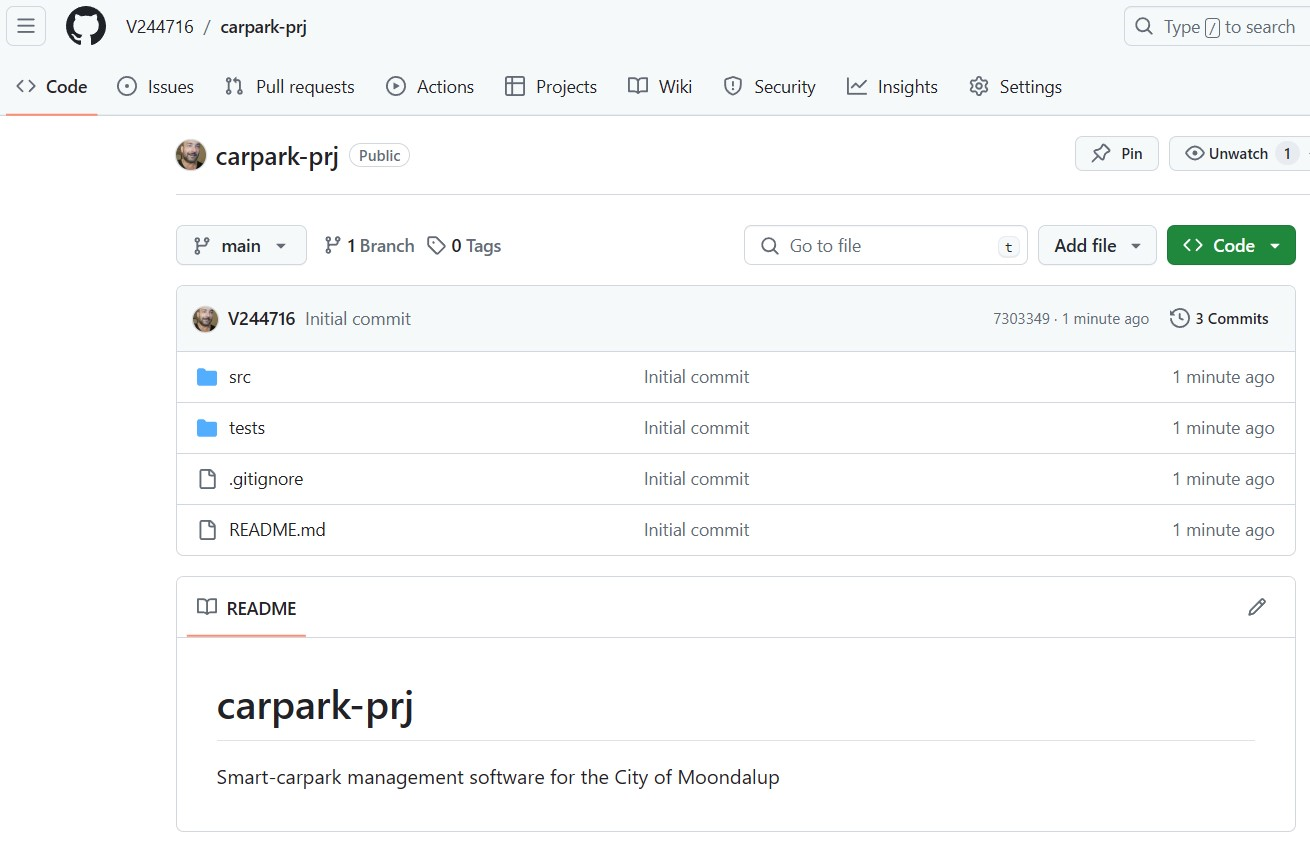 V244716 / carpark-prj
Type / to search
Code Issues Pull requests Actions Projects Wiki Security Insights Settings
carpark-prj Public Pin Unwatch 1
main 1 Branch 0 Tags Go to file t Add file Code
V244716 Initial commit 7303349 · 1 minute ago 3 Commits
src Initial commit 1 minute ago
tests Initial commit 1 minute ago
.gitignore Initial commit 1 minute ago
README.md Initial commit 1 minute ago
README
carpark-prj
Smart-carpark management software for the City of Moondalup